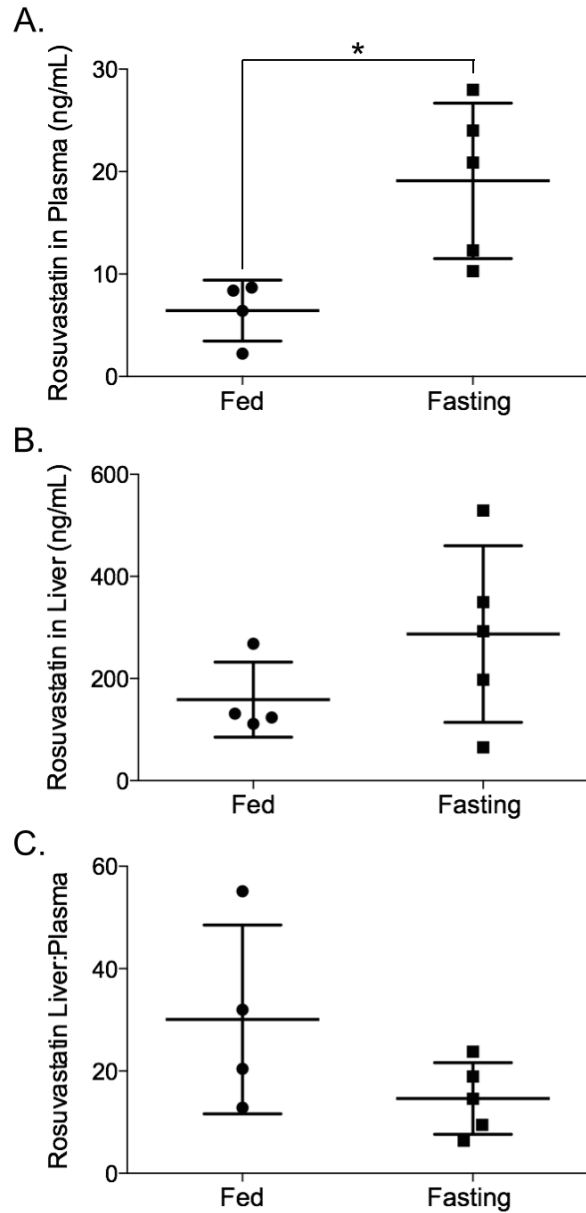 A.
*
Rosuvastatin in Plasma (ng/mL)
30
20
10
0
Fed Fasting
B.
Rosuvastatin in Liver (ng/mL)
600
400
200
0
Fed Fasting
C.
Rosuvastatin Liver:Plasma
60
40
20
0
Fed Fasting